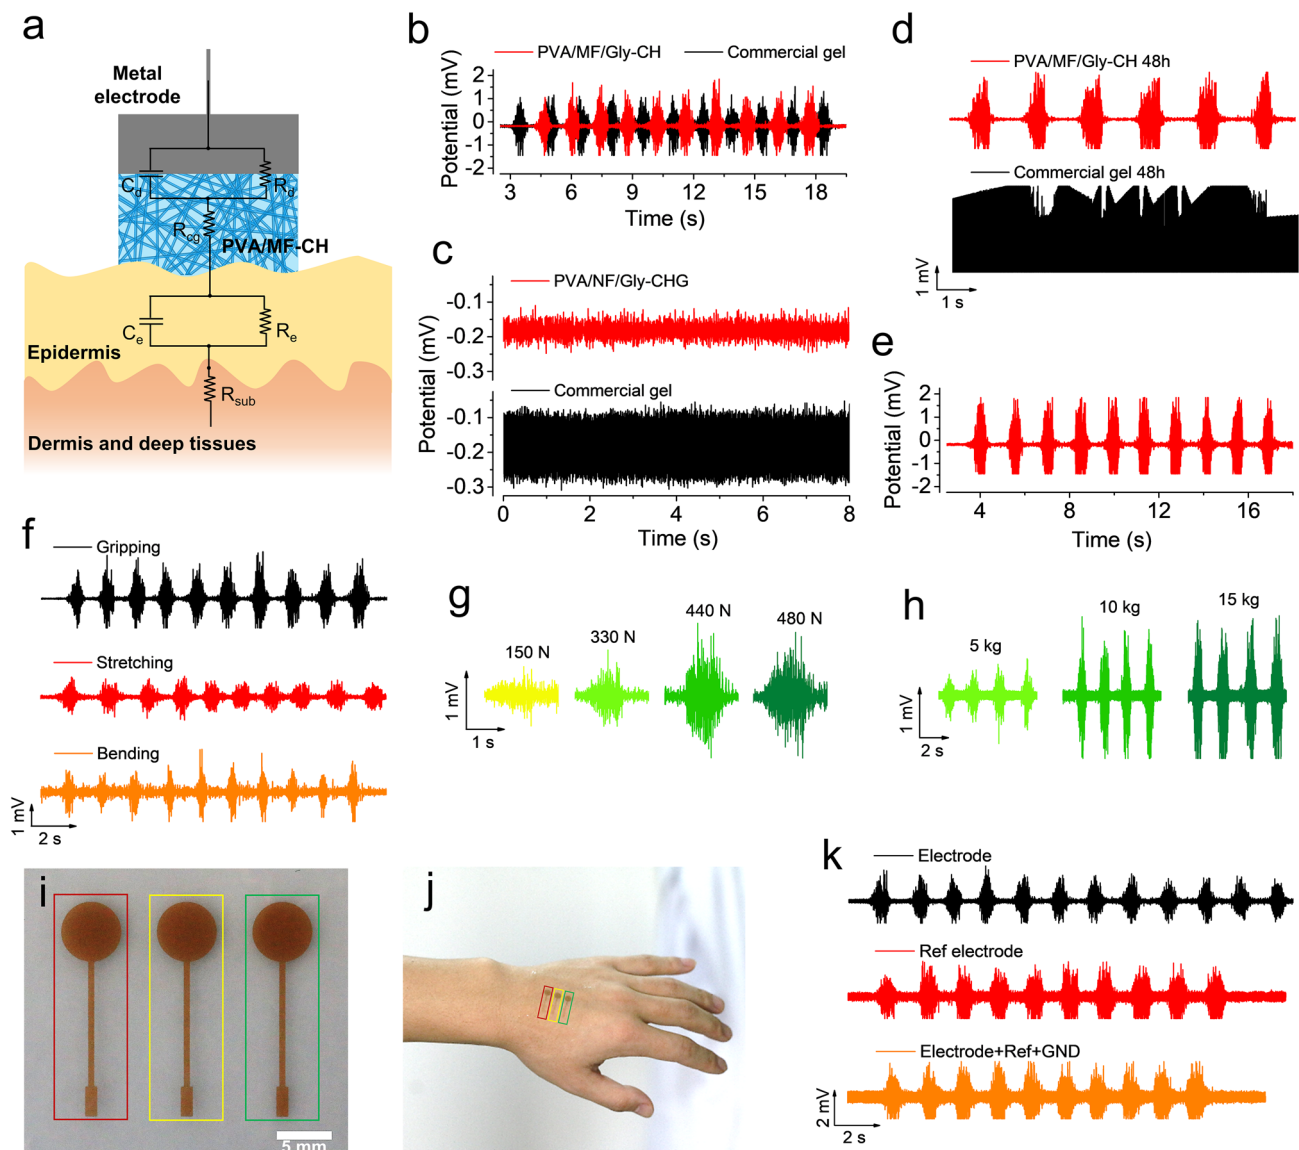 a
Metal
electrode
Cd
Rd
Rcg
PVA/MF-CH
Ce
Re
Epidermis
Rsub
Dermis and deep tissues
b
PVA/MF/Gly-CH
Commercial gel
Potential (mV)
2
1
0
-1
-2
3 6 9 12 15 18
Time (s)
c
PVA/NF/Gly-CHG
-0.1
-0.2
-0.3
Commercial gel
-0.1
-0.2
-0.3
Potential (mV)
0 2 4 6 8
Time (s)
d
PVA/MF/Gly-CH 48h
Commercial gel 48h
1 mV
1 s
e
Potential (mV)
2
1
0
-1
-2
4 8 12 16
Time (s)
f
Gripping
Stretching
Bending
1 mV
2 s
g
150 N
330 N
440 N
480 N
1 mV
1 s
h
5 kg
10 kg
15 kg
1 mV
2 s
i
5 mm
j
k
Electrode
Ref electrode
Electrode+Ref+GND
2 mV
2 s